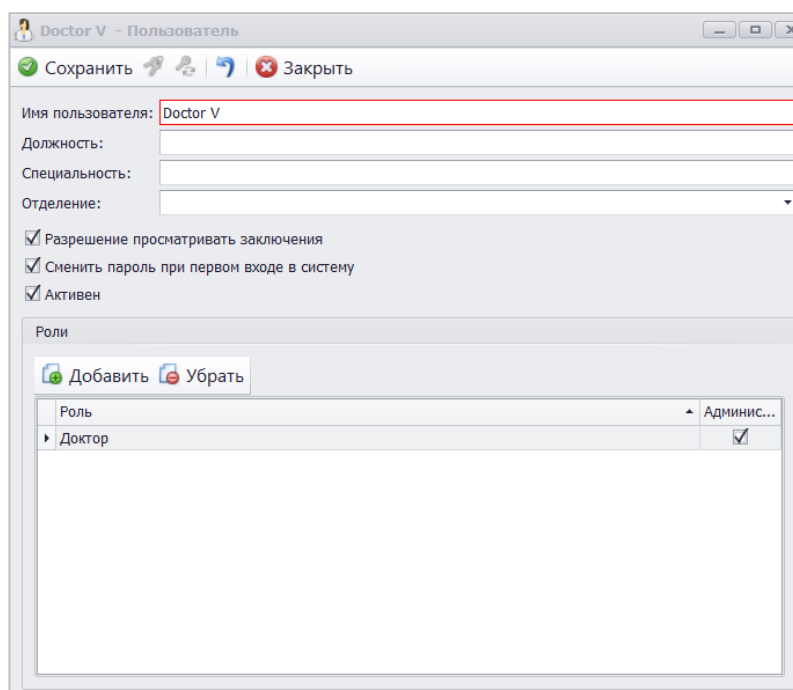 Doctor V - Пользователь
Сохранить Закрыть
Имя пользователя: Doctor V
Должность:
Специальность:
Отделение:
Разрешение просматривать заключения
Сменить пароль при первом входе в систему
Активен
Роли
Добавить Убрать
Роль Админис...
Доктор